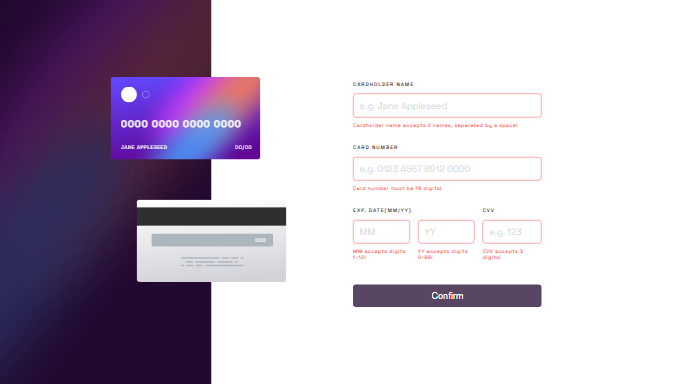 0000 0000 0000 0000
JANE APPLESEED 00/00
000
CARDHOLDER NAME
e.g. Jane Appleseed
Cardholder name accepts 2 names, separated by a space!
CARD NUMBER
e.g. 0123 4567 8912 0000
Card number must be 16 digits!
EXP. DATE(MM/YY) CVV
MM YY e.g. 123
MM accepts digits YY accepts digits CVV accepts 3
1-12! 0-99! digits!
Confirm